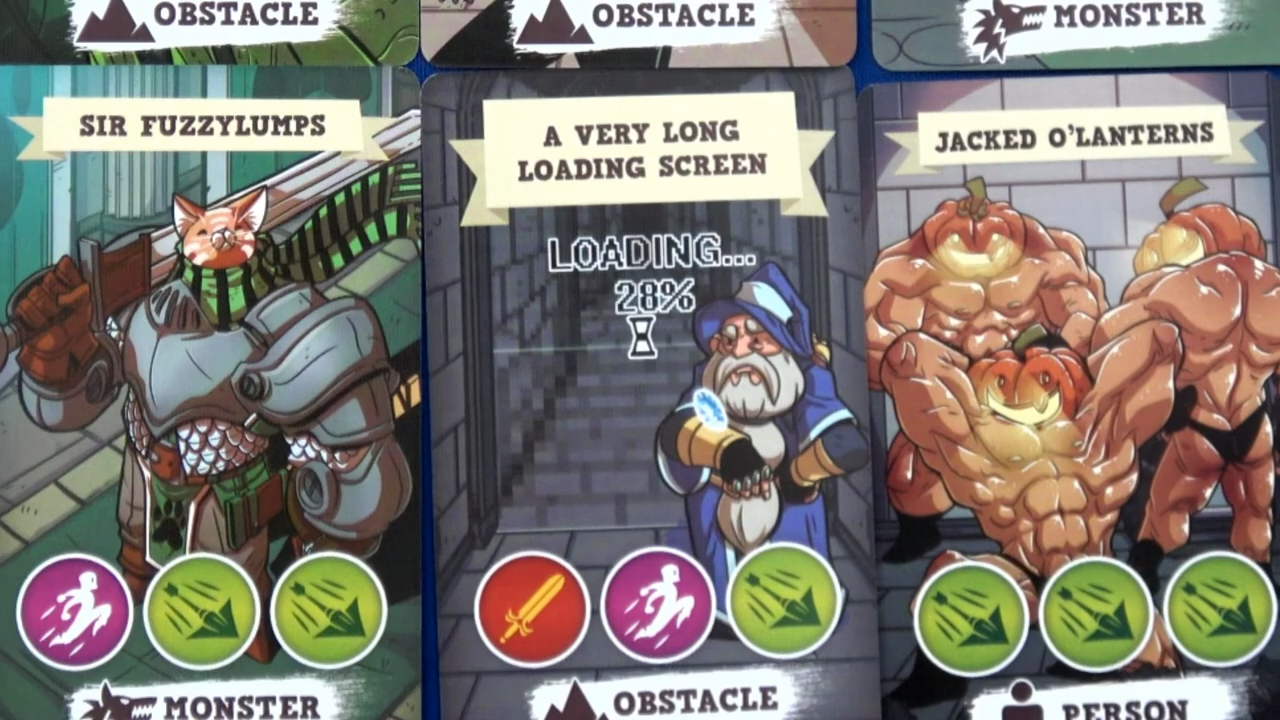 OBSTACLE
OBSTACLE
MONSTER
SIR FUZZYLUMPS
A VERY LONG
LOADING SCREEN
JACKED O'LANTERNS
LOADING...
28%
MONSTER
OBSTACLE
PERSON